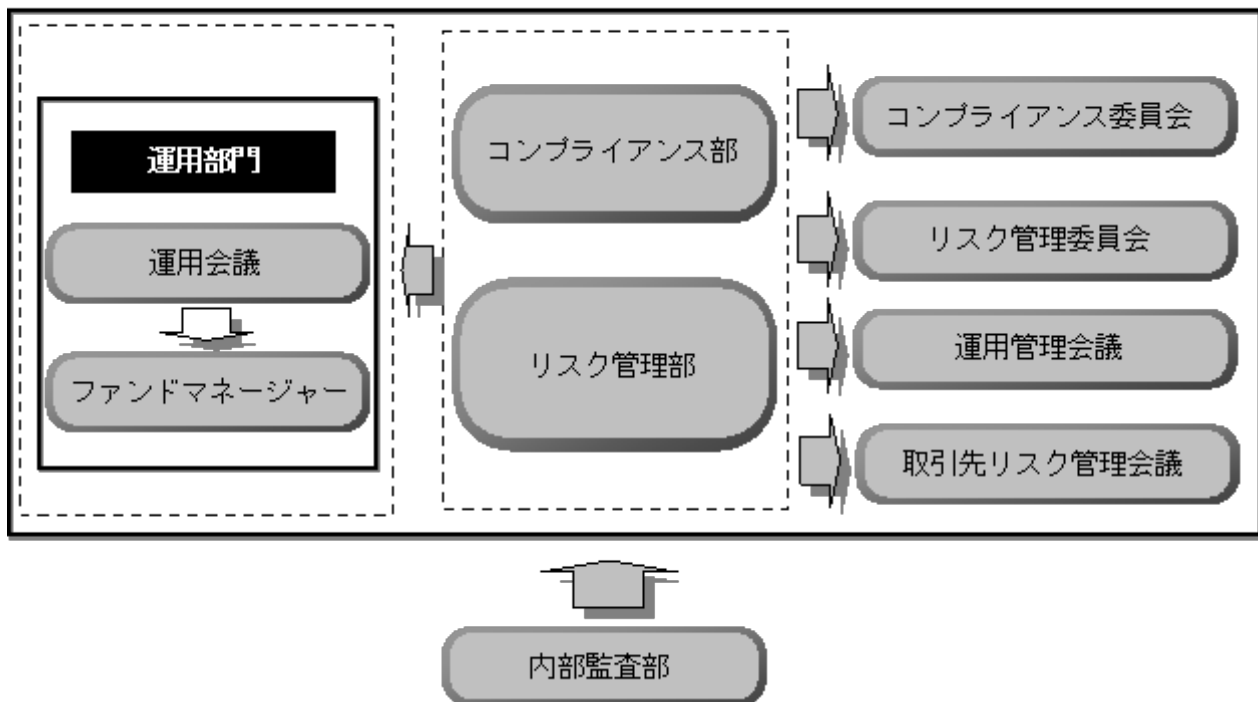 運用部門
運用会議
ファンドマネージャー
コンプライアンス部
リスク管理部
コンプライアンス委員会
リスク管理委員会
運用管理会議
取引先リスク管理会議
内部監査部